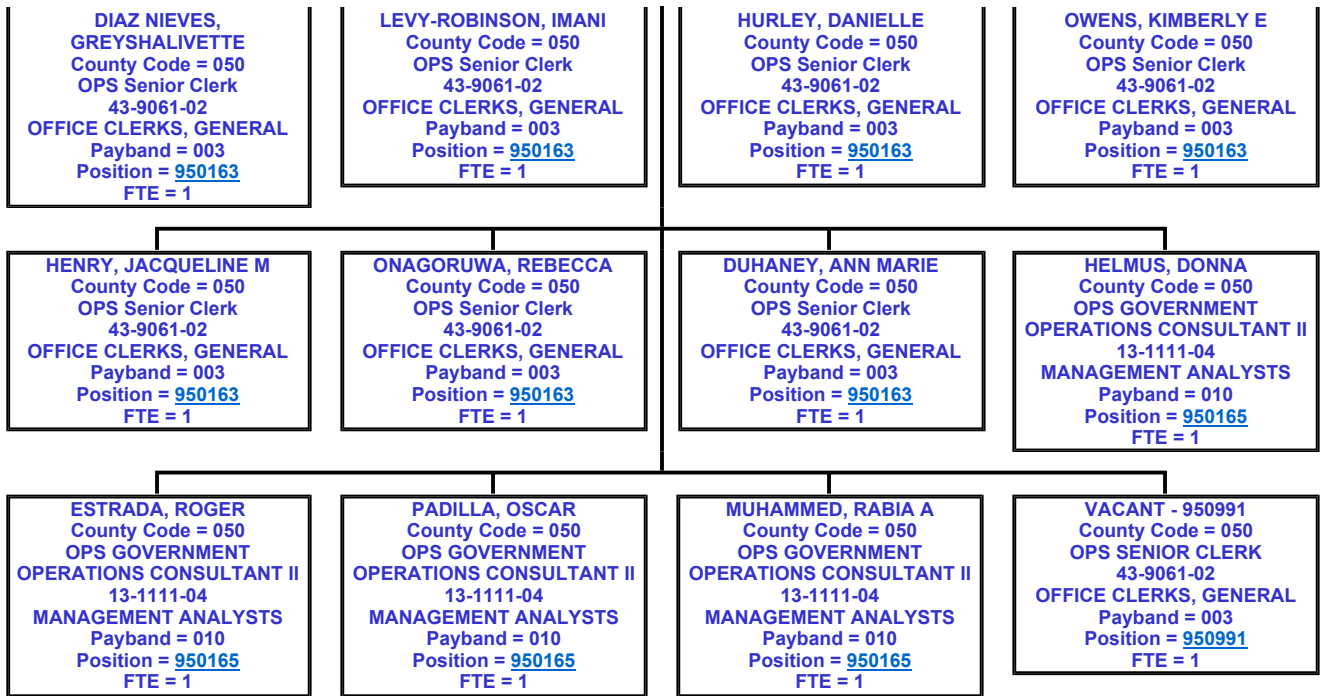 DIAZ NIEVES,
GREYSHALIVETTE
County Code = 050
OPS Senior Clerk
43-9061-02
OFFICE CLERKS, GENERAL
Payband = 003
Position = 950163
FTE = 1
LEVY-ROBINSON, IMANI
County Code = 050
OPS Senior Clerk
43-9061-02
OFFICE CLERKS, GENERAL
Payband = 003
Position = 950163
FTE = 1
HURLEY, DANIELLE
County Code = 050
OPS Senior Clerk
43-9061-02
OFFICE CLERKS, GENERAL
Payband = 003
Position = 950163
FTE = 1
OWENS, KIMBERLY E
County Code = 050
OPS Senior Clerk
43-9061-02
OFFICE CLERKS, GENERAL
Payband = 003
Position = 950163
FTE = 1
HENRY, JACQUELINE M
County Code = 050
OPS Senior Clerk
43-9061-02
OFFICE CLERKS, GENERAL
Payband = 003
Position = 950163
FTE = 1
ONAGORUWA, REBECCA
County Code = 050
OPS Senior Clerk
43-9061-02
OFFICE CLERKS, GENERAL
Payband = 003
Position = 950163
FTE = 1
DUHANEY, ANN MARIE
County Code = 050
OPS Senior Clerk
43-9061-02
OFFICE CLERKS, GENERAL
Payband = 003
Position = 950163
FTE = 1
HELMUS, DONNA
County Code = 050
OPS GOVERNMENT
OPERATIONS CONSULTANT II
13-1111-04
MANAGEMENT ANALYSTS
Payband = 010
Position = 950165
FTE = 1
ESTRADA, ROGER
County Code = 050
OPS GOVERNMENT
OPERATIONS CONSULTANT II
13-1111-04
MANAGEMENT ANALYSTS
Payband = 010
Position = 950165
FTE = 1
PADILLA, OSCAR
County Code = 050
OPS GOVERNMENT
OPERATIONS CONSULTANT II
13-1111-04
MANAGEMENT ANALYSTS
Payband = 010
Position = 950165
FTE = 1
MUHAMMED, RABIA A
County Code = 050
OPS GOVERNMENT
OPERATIONS CONSULTANT II
13-1111-04
MANAGEMENT ANALYSTS
Payband = 010
Position = 950165
FTE = 1
VACANT - 950991
County Code = 050
OPS SENIOR CLERK
43-9061-02
OFFICE CLERKS, GENERAL
Payband = 003
Position = 950991
FTE = 1